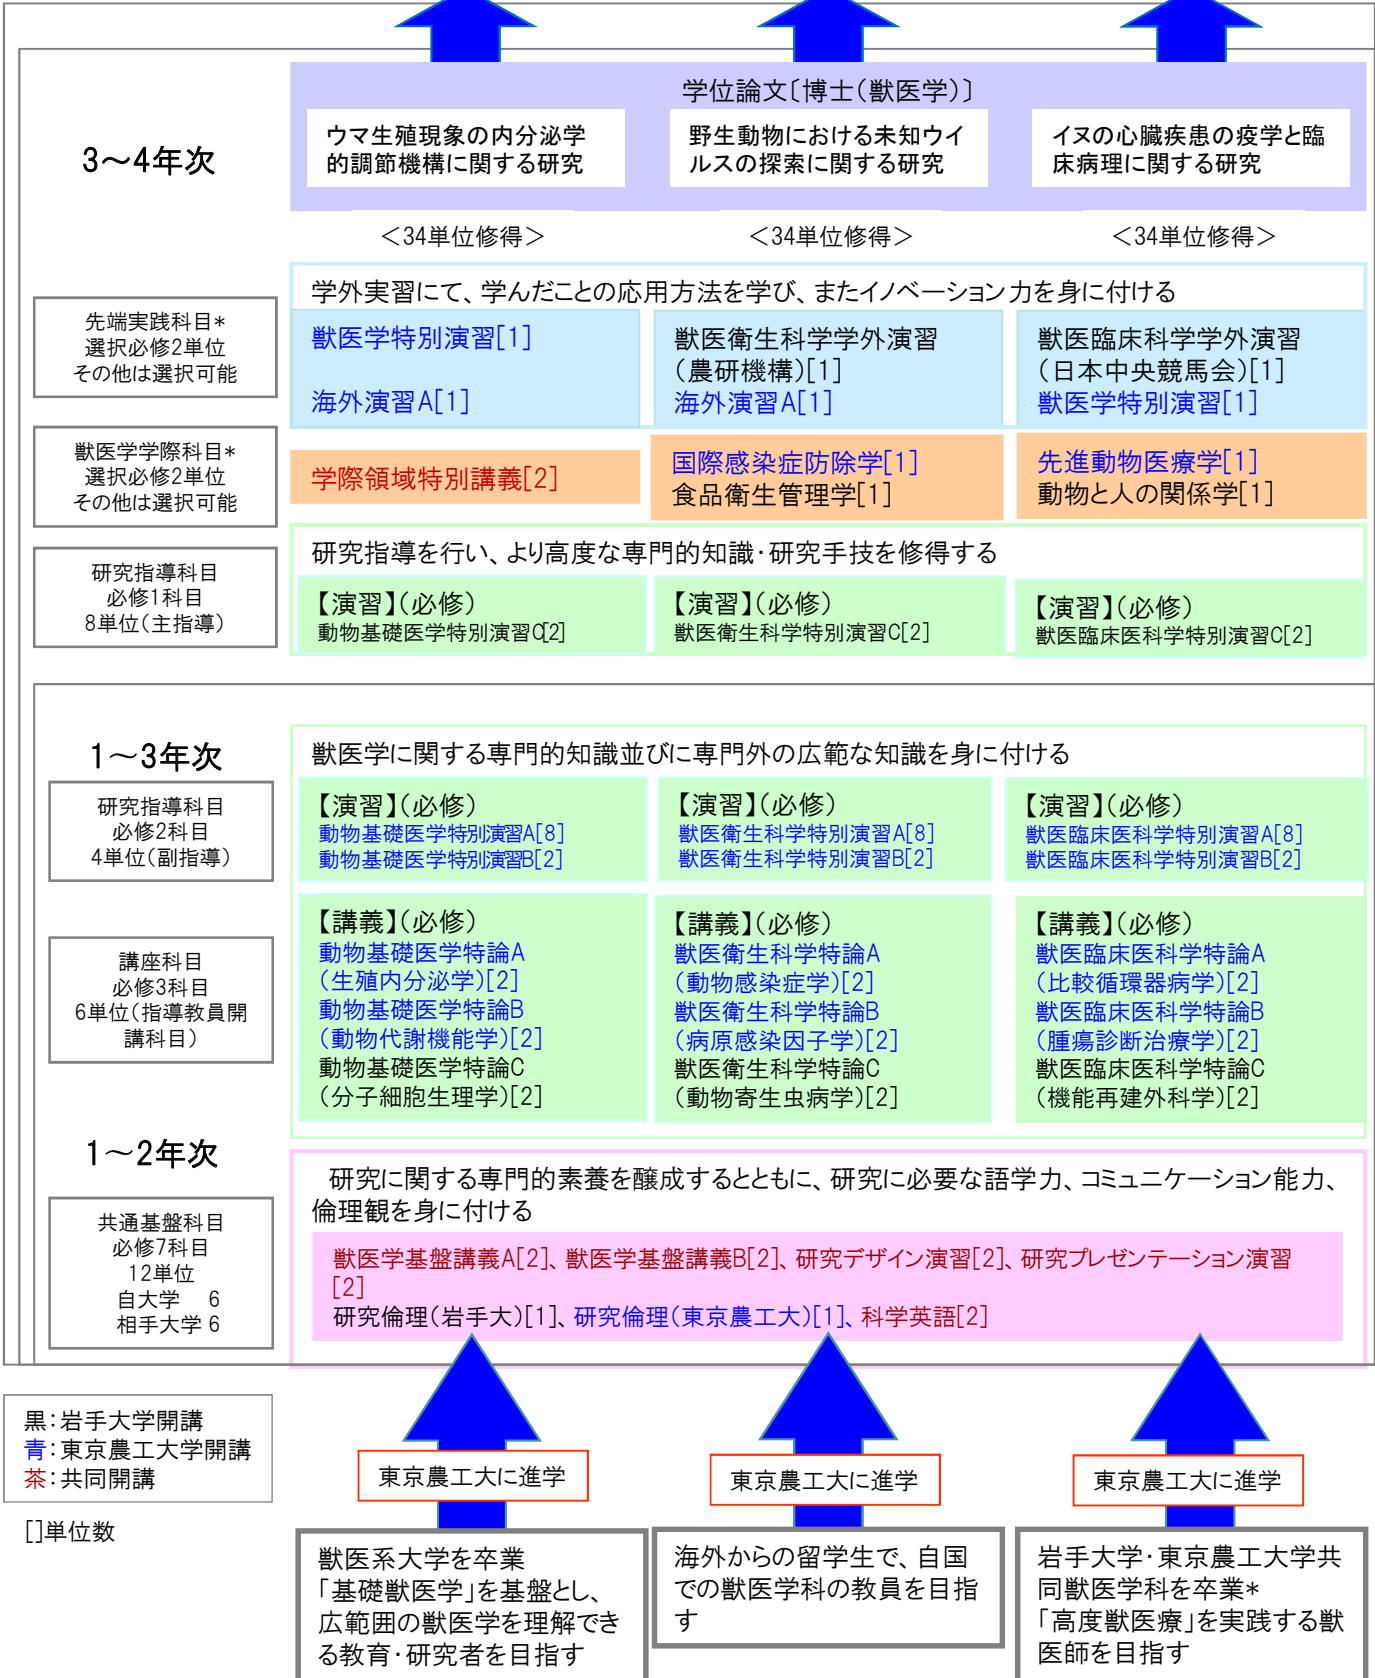 学位論文〔博士（獣医学）〕
3～4年次
ウマ生殖現象の内分泌学
的調節機構に関する研究
野生動物における未知ウイ
ルスの探索に関する研究
イヌの心臓疾患の疫学と臨
床病理に関する研究
＜34単位修得＞
＜34単位修得＞
＜34単位修得＞
学外実習にて、学んだことの応用方法を学び、またイノベーション力を身に付ける
先端実践科目*
選択必修2単位
その他は選択可能
獣医学特別演習[1]
海外演習A[1]
獣医衛生科学学外演習
（農研機構）[1]
海外演習A[1]
獣医臨床科学学外演習
（日本中央競馬会）[1]
獣医学特別演習[1]
獣医学学際科目*
選択必修2単位
その他は選択可能
学際領域特別講義[2]
国際感染症防除学[1]
食品衛生管理学[1]
先進動物医療学[1]
動物と人の関係学[1]
研究指導を行い、より高度な専門的知識・研究手技を修得する
研究指導科目
必修1科目
8単位（主指導）
【演習】（必修）
動物基礎医学特別演習C[2]
【演習】（必修）
獣医衛生科学特別演習C[2]
【演習】（必修）
獣医臨床医科学特別演習C[2]
1～3年次
獣医学に関する専門的知識並びに専門外の広範な知識を身に付ける
研究指導科目
必修2科目
4単位（副指導）
【演習】（必修）
動物基礎医学特別演習A[8]
動物基礎医学特別演習B[2]
【演習】（必修）
獣医衛生科学特別演習A[8]
獣医衛生科学特別演習B[2]
【演習】（必修）
獣医臨床医科学特別演習A[8]
獣医臨床医科学特別演習B[2]
講座科目
必修3科目
6単位（指導教員開
講科目）
【講義】（必修）
動物基礎医学特論A
（生殖内分泌学）[2]
動物基礎医学特論B
（動物代謝機能学）[2]
動物基礎医学特論C
（分子細胞生理学）[2]
【講義】（必修）
獣医衛生科学特論A
（動物感染症学）[2]
獣医衛生科学特論B
（病原感染因子学）[2]
獣医衛生科学特論C
（動物寄生虫病学）[2]
【講義】（必修）
獣医臨床医科学特論A
（比較循環器病学）[2]
獣医臨床医科学特論B
（腫瘍診断治療学）[2]
獣医臨床医科学特論C
（機能再建外科学）[2]
1～2年次
研究に関する専門的素養を醸成するとともに、研究に必要な語学力、コミュニケーション能力、
倫理観を身に付ける
共通基盤科目
必修7科目
12単位
自大学 6
相手大学 6
獣医学基盤講義A[2]、獣医学基盤講義B[2]、研究デザイン演習[2]、研究プレゼンテーション演習
[2]
研究倫理（岩手大）[1]、研究倫理（東京農工大）[1]、科学英語[2]
黒：岩手大学開講
青：東京農工大学開講
茶：共同開講
[]単位数
東京農工大に進学
東京農工大に進学
東京農工大に進学
獣医系大学を卒業
「基礎獣医学」を基盤とし、
広範囲の獣医学を理解でき
る教育・研究者を目指す
海外からの留学生で、自国
での獣医学科の教員を目指
す
岩手大学・東京農工大学共
同獣医学科を卒業*
「高度獣医療」を実践する獣
医師を目指す